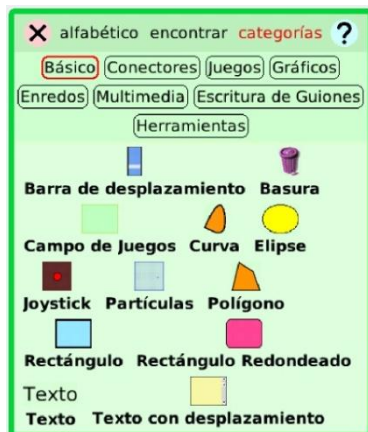 alfabético encontrar categorías ?
Básico Conectores Juegos Gráficos
Enredos Multimedia Escritura de Guiones
Herramientas
Barra de desplazamiento Basura
Campo de Juegos Curva Elipse
Joystick Partículas Polígono
Rectángulo Rectángulo Redondeado
Texto
Texto Texto con desplazamiento